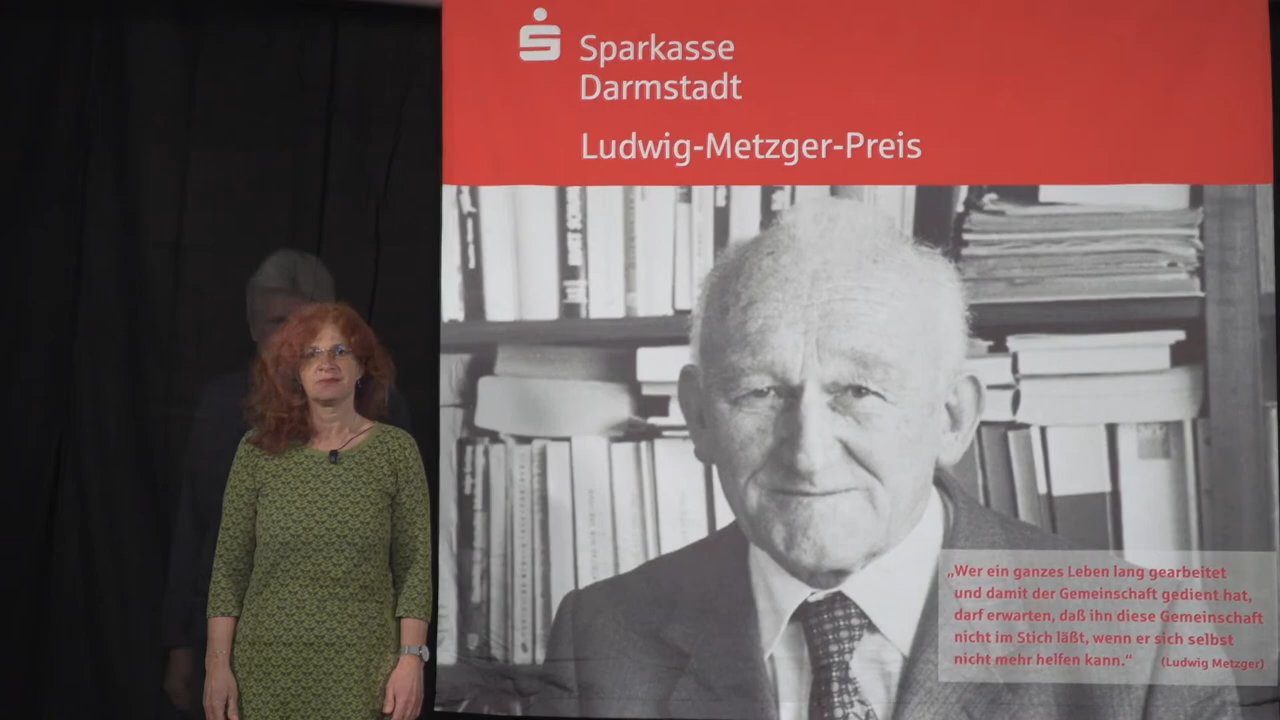 Sparkasse
Darmstadt
Ludwig-Metzger-Preis
„Wer ein ganzes Leben lang gearbeitet
und damit der Gemeinschaft gedient hat,
darf erwarten, daß ihn diese Gemeinschaft
nicht im Stich läßt, wenn er sich selbst
nicht mehr helfen kann.“ (Ludwig Metzger)